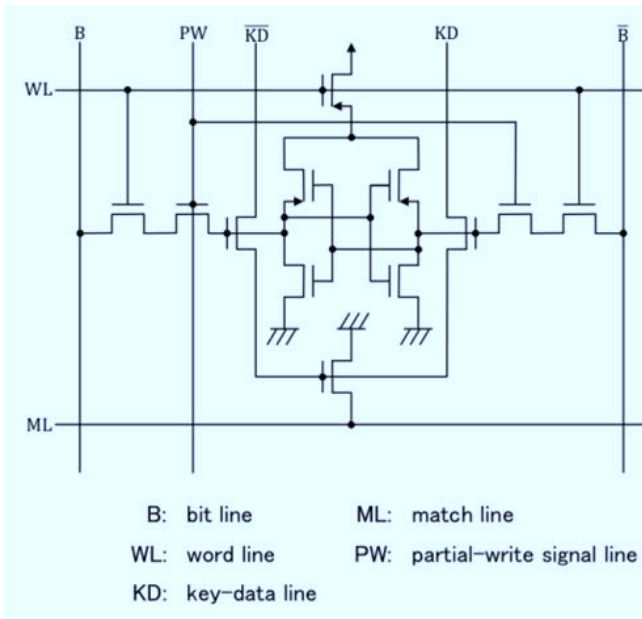 B PW K̅D̅ KD B̅
WL
ML
B: bit line ML: match line
WL: word line PW: partial-write signal line
KD: key-data line